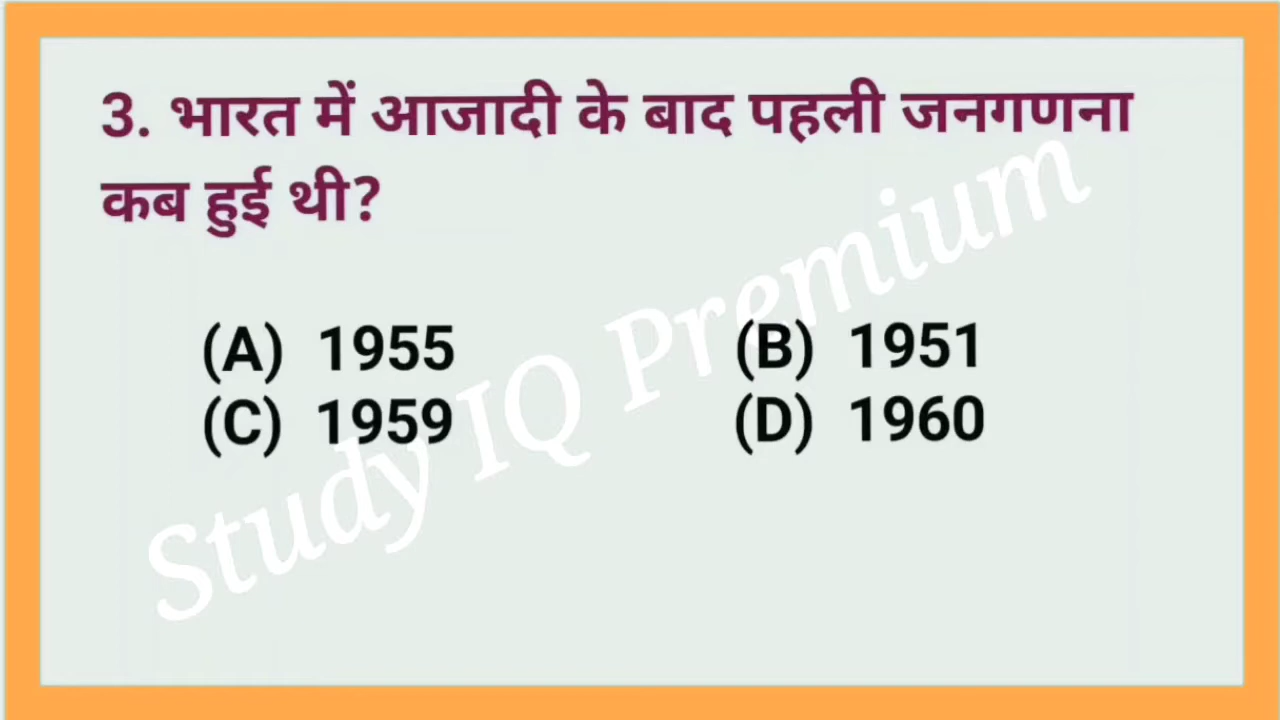 3. भारत में आजादी के बाद पहली जनगणना
कब हुई थी?
(A) 1955 (B) 1951
(C) 1959 (D) 1960
Study IQ Premium